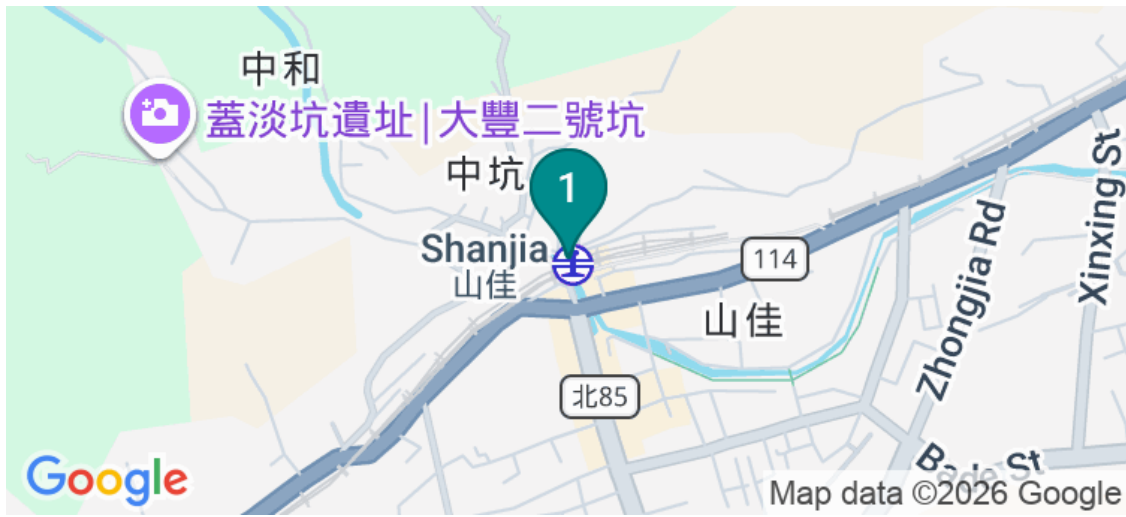 中和
蓋淡坑遺址|大豐二號坑
中坑
1
Shanjia
山佳
114
山佳
北85
Xinxing St
Zhongjia Rd
Bade St
Google
Map data ©2026 Google